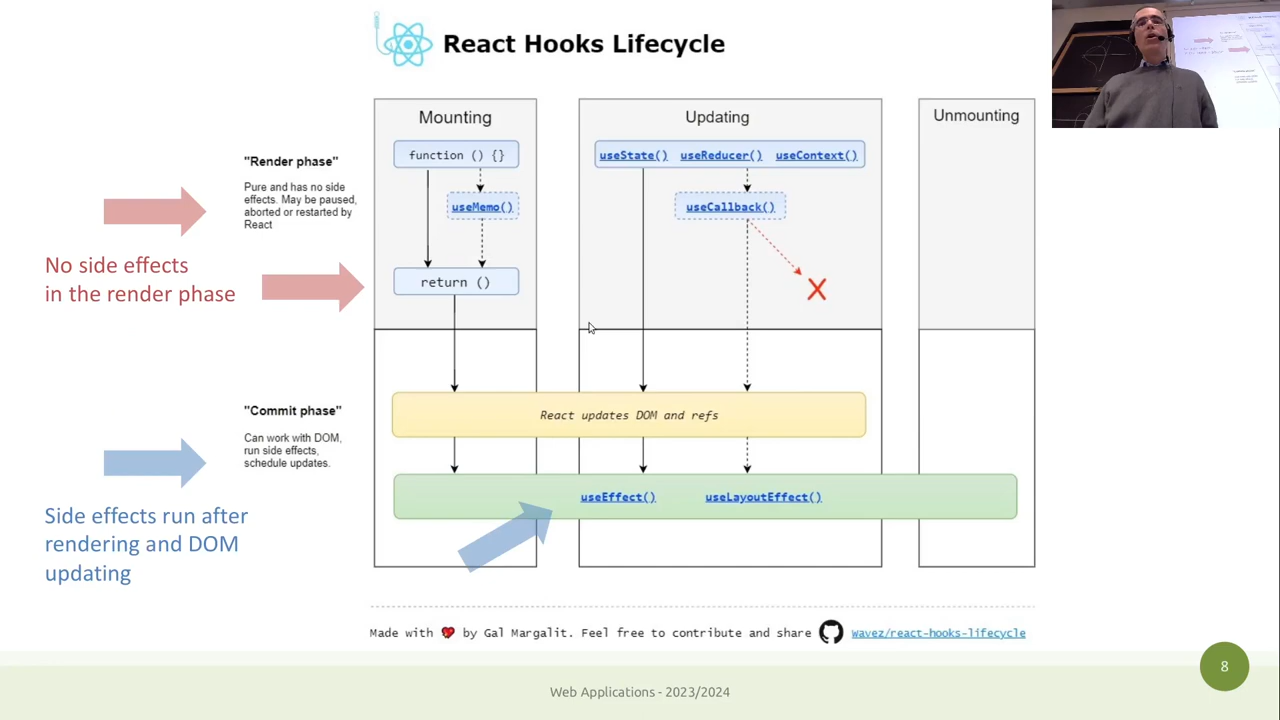 React Hooks Lifecycle
Mounting
Updating
Unmounting
"Render phase"
Pure and has no side
effects. May be paused,
aborted or restarted by
React
function () {}
useMemo()
return ()
useState() useReducer() useContext()
useCallback()
No side effects
in the render phase
"Commit phase"
Can work with DOM,
run side effects,
schedule updates.
React updates DOM and refs
useEffect() useLayoutEffect()
Side effects run after
rendering and DOM
updating
Made with ❤ by Gal Margalit. Feel free to contribute and share wavez/react-hooks-lifecycle
Web Applications - 2023/2024
8